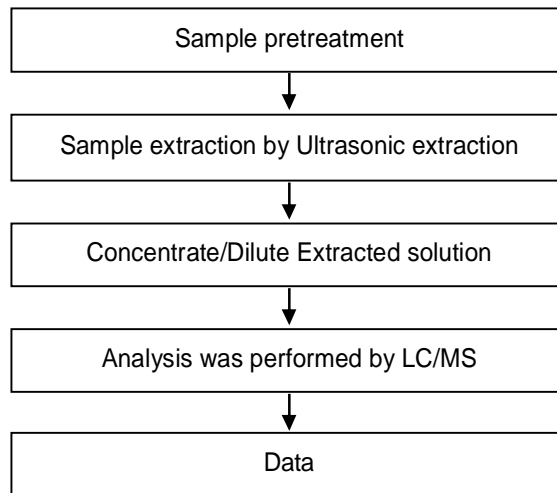 Sample pretreatment
Sample extraction by Ultrasonic extraction
Concentrate/Dilute Extracted solution
Analysis was performed by LC/MS
Data